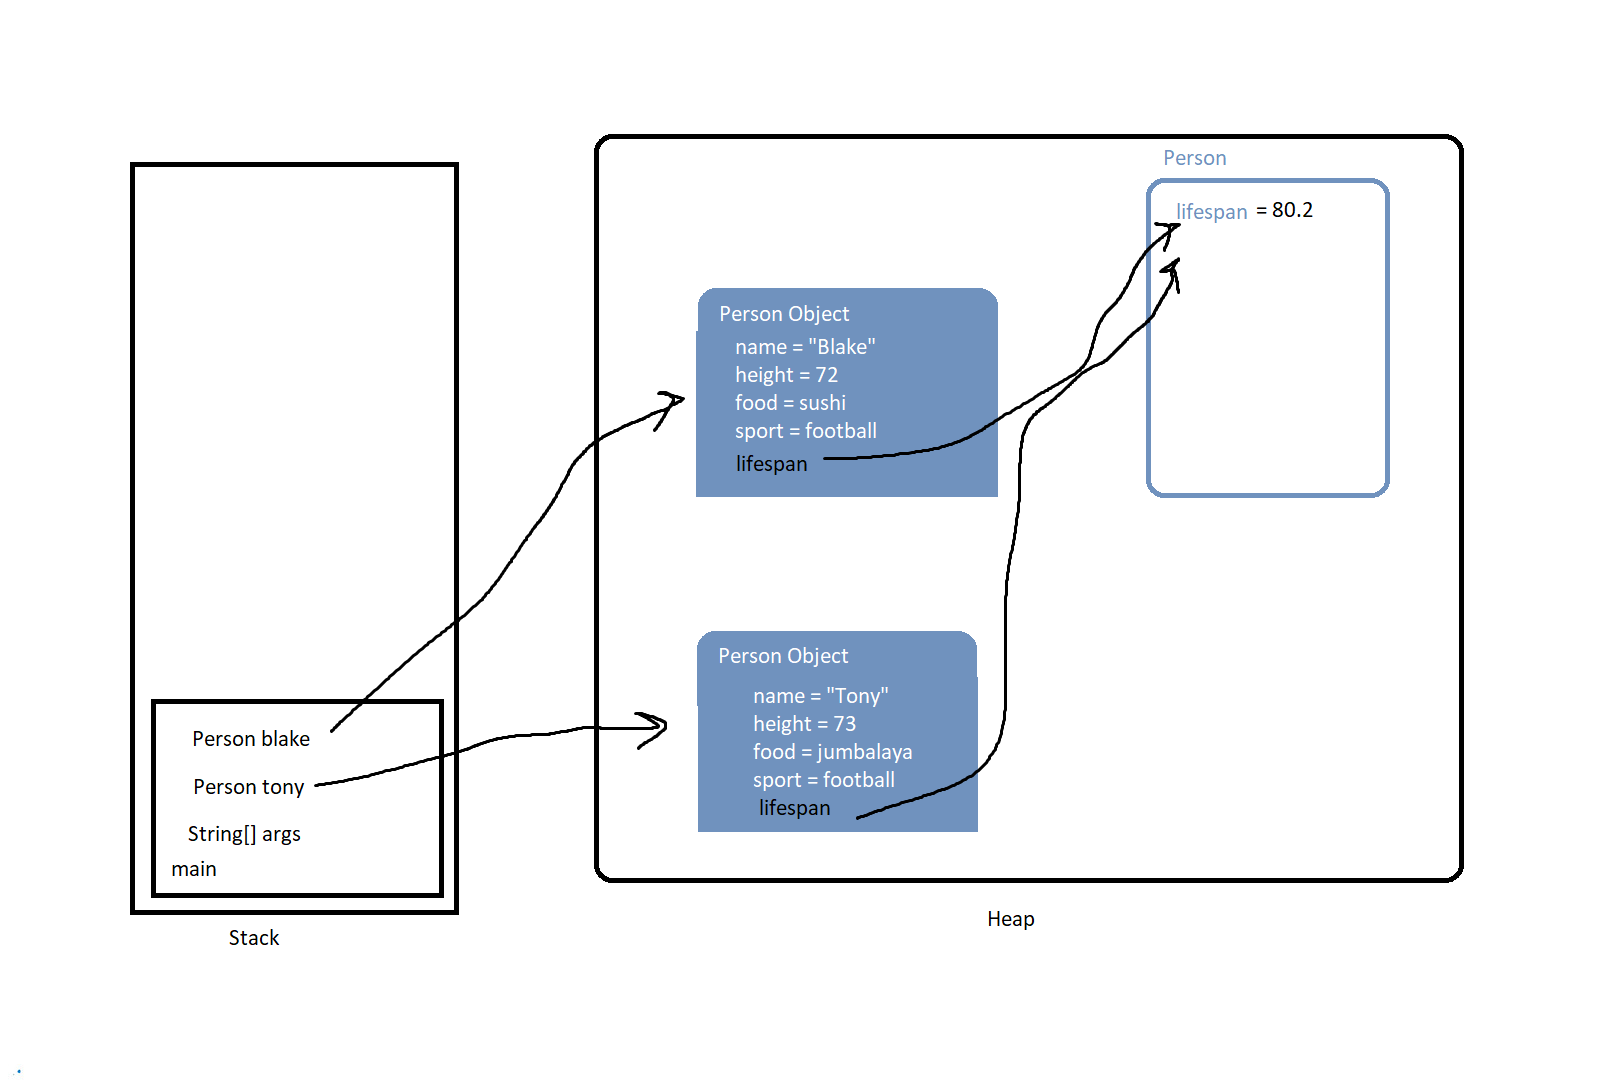 Person
lifespan = 80.2
Person Object
name = "Blake"
height = 72
food = sushi
sport = football
lifespan
Person Object
name = "Tony"
height = 73
food = jumbalaya
sport = football
lifespan
Person blake
Person tony
String[] args
main
Stack
Heap